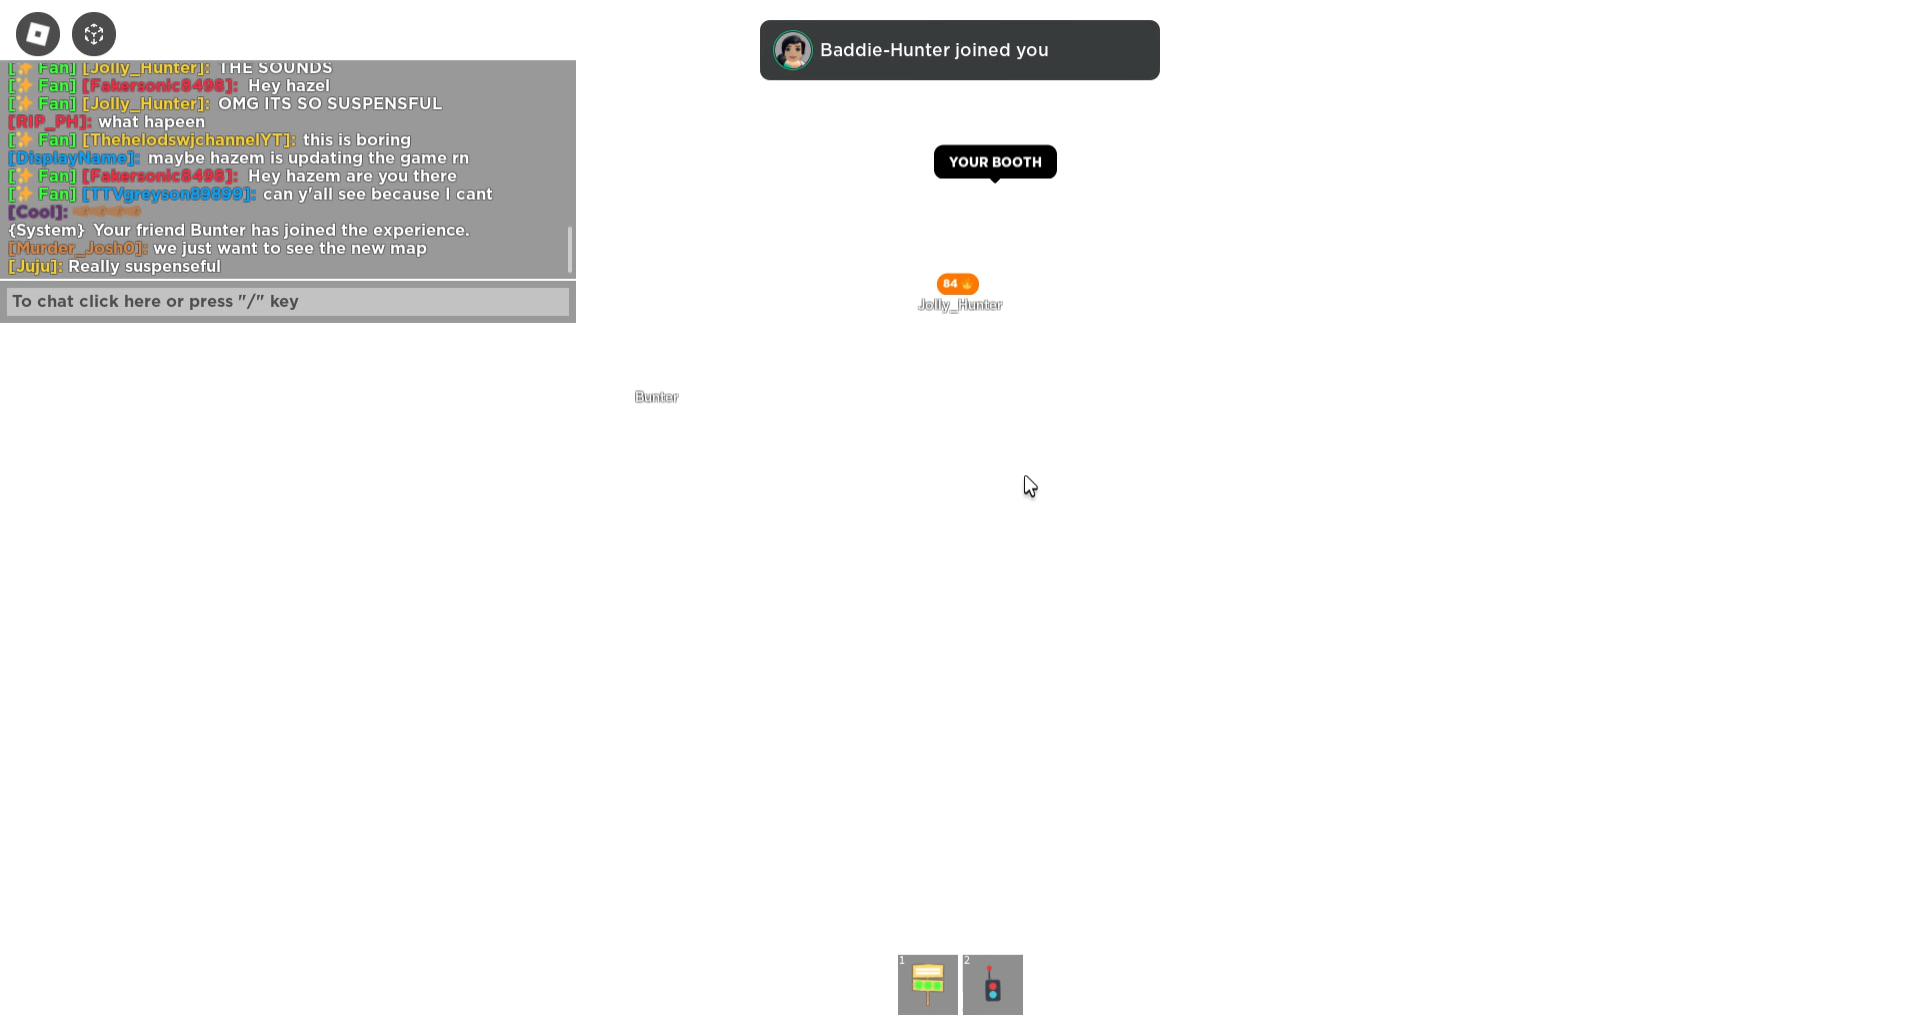 Baddie-Hunter joined you
[✨ Fan] [Jolly_Hunter]: THE SOUNDS
[✨ Fan] [Fakersonic8498]: Hey hazel
[✨ Fan] [Jolly_Hunter]: OMG ITS SO SUSPENSFUL
[RIP_PH]: what hapeen
[✨ Fan] [ThehelodswjchannelYT]: this is boring
[DisplayName]: maybe hazem is updating the game rn
[✨ Fan] [Fakersonic8498]: Hey hazem are you there
[✨ Fan] [TTVgreyson89899]: can y'all see because I cant
[Cool]:
{System} Your friend Bunter has joined the experience.
[Murder_Josh0]: we just want to see the new map
[Juju]: Really suspenseful
To chat click here or press "/" key
YOUR BOOTH
84 🔥
Jolly_Hunter
Bunter
1
2